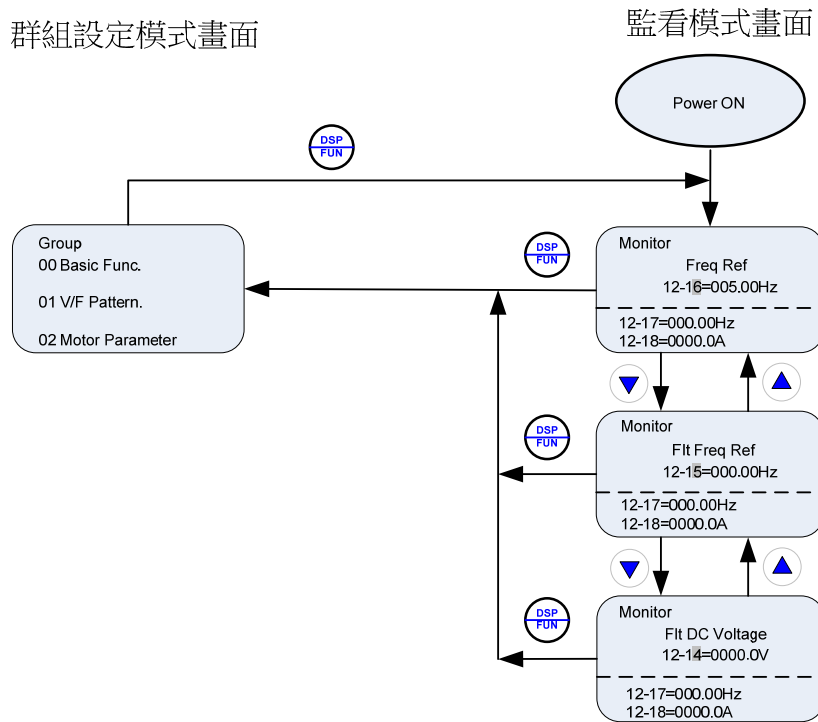 群組設定模式畫面
監看模式畫面
Power ON
DSP
FUN
Group
00 Basic Func.
01 V/F Pattern.
02 Motor Parameter
DSP
FUN
Monitor
Freq Ref
12-16=005.00Hz
12-17=000.00Hz
12-18=0000.0A
DSP
FUN
Monitor
Flt Freq Ref
12-15=000.00Hz
12-17=000.00Hz
12-18=0000.0A
DSP
FUN
Monitor
Flt DC Voltage
12-14=0000.0V
12-17=000.00Hz
12-18=0000.0A